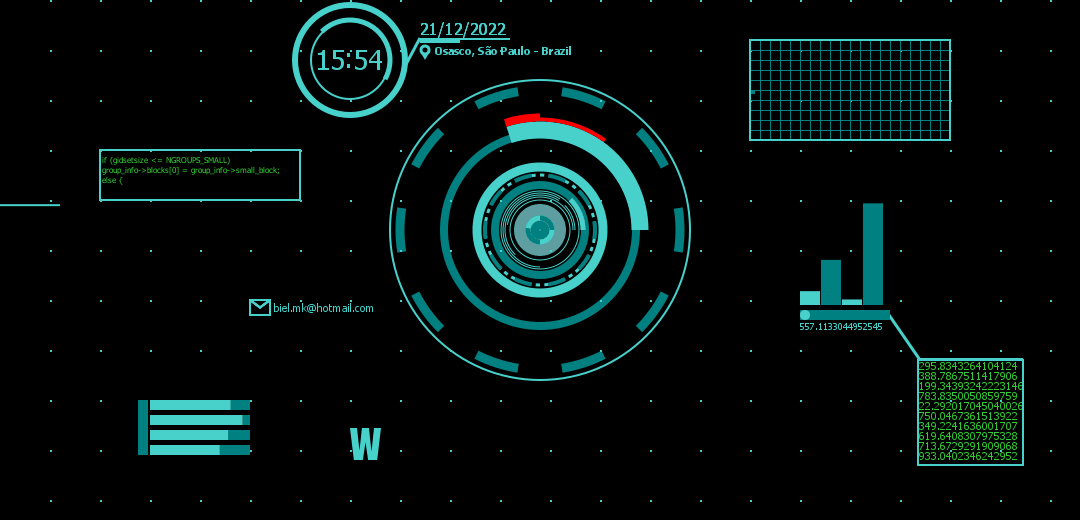 15:54
21/12/2022
Osasco, São Paulo - Brazil
if (gidsetsize <= NGROUPS_SMALL)
group_info->blocks[0] = group_info->small_block;
else {
biel.mk@hotmail.com
557.1133044952545
295.8343264104124
388.7867511417906
199.34393242223146
783.8350050859759
22.292017045040026
750.0467361513922
349.2241636001707
619.6408307975328
713.6729291909068
933.0402346242952
W